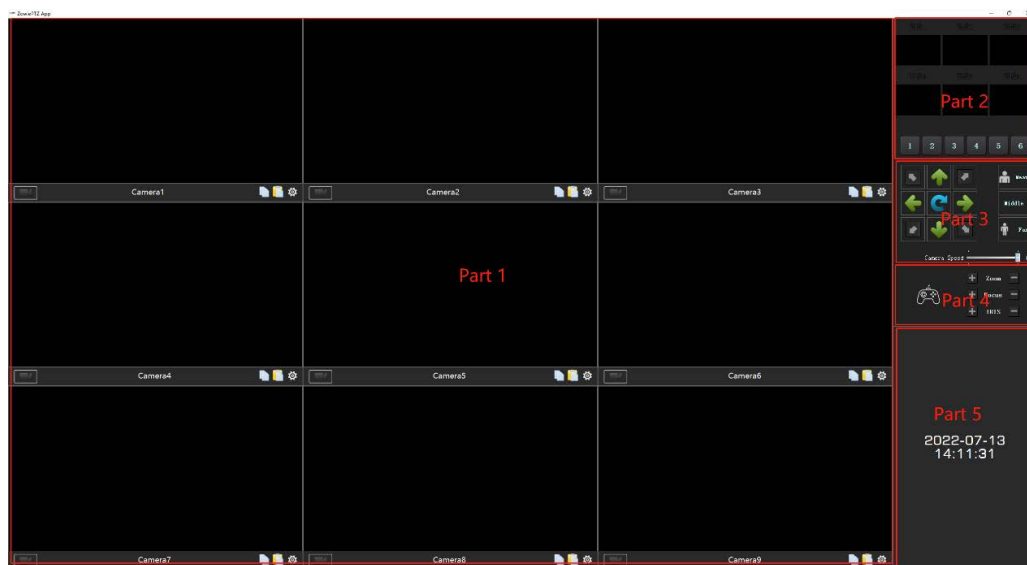 App
Part 2
1 2 3 4 5 6
Camera1
Camera2
Camera3
Middle
Part 3
Camera Speed
Part 1
Zoom
Part 4
Focus
IRIS
Camera4
Camera5
Camera6
Part 5
2022-07-13
14:11:31
Camera7
Camera8
Camera9